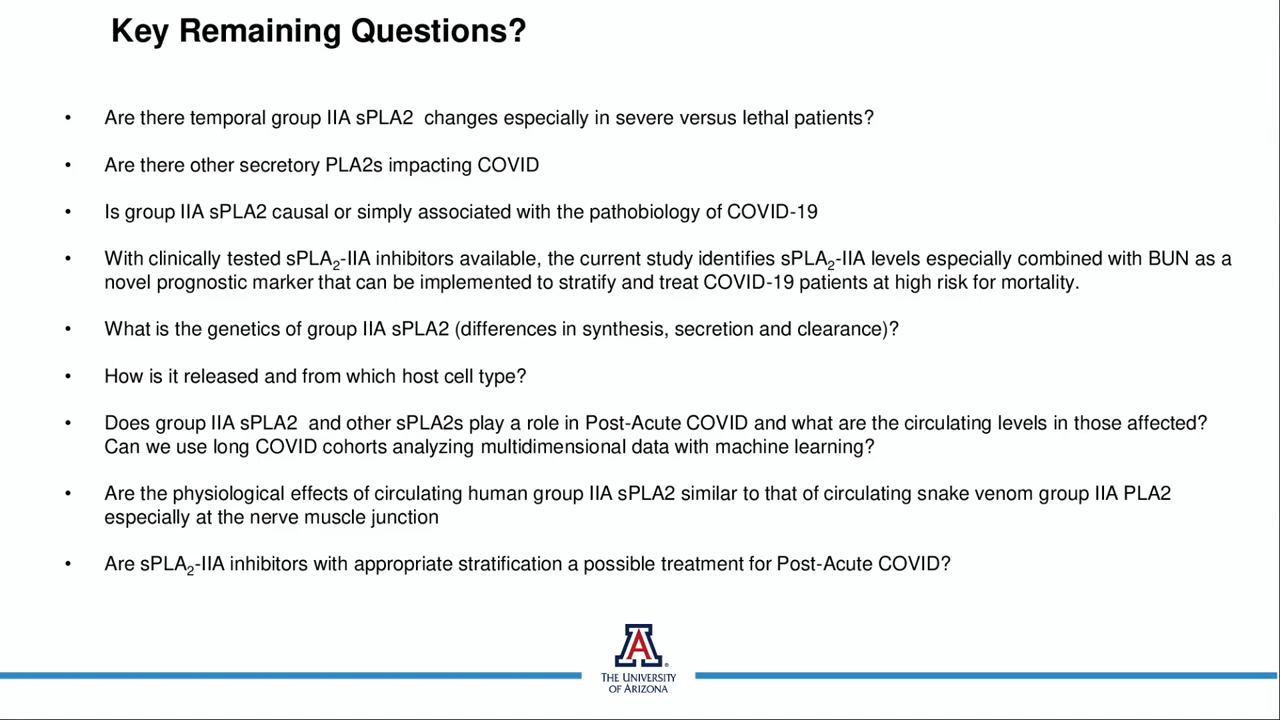 Key Remaining Questions?
• Are there temporal group IIA sPLA2  changes especially in severe versus lethal patients?
• Are there other secretory PLA2s impacting COVID
• Is group IIA sPLA2 causal or simply associated with the pathobiology of COVID-19
• With clinically tested sPLA₂-IIA inhibitors available, the current study identifies sPLA₂-IIA levels especially combined with BUN as a
novel prognostic marker that can be implemented to stratify and treat COVID-19 patients at high risk for mortality.
• What is the genetics of group IIA sPLA2 (differences in synthesis, secretion and clearance)?
• How is it released and from which host cell type?
• Does group IIA sPLA2  and other sPLA2s play a role in Post-Acute COVID and what are the circulating levels in those affected?
Can we use long COVID cohorts analyzing multidimensional data with machine learning?
• Are the physiological effects of circulating human group IIA sPLA2 similar to that of circulating snake venom group IIA PLA2
especially at the nerve muscle junction
• Are sPLA₂-IIA inhibitors with appropriate stratification a possible treatment for Post-Acute COVID?
A
THE UNIVERSITY
OF ARIZONA